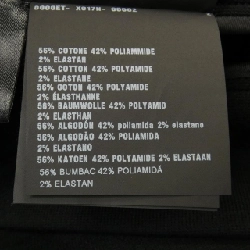 56% COTONE 42% POLIAMMIDE
2% ELASTAN
56% COTTON 42% POLYAMIDE
2% ELASTANE
56% COTON 42% POLYAMIDE
2% ÉLASTHANNE
56% BAUMWOLLE 42% POLYAMID
2% ELASTHAN
56% ALGODÓN 42% poliamida 2% elastano
56% ALGODÃO 42% POLIAMIDA
2% ELASTANO
56% KATOEN 42% POLYAMIDE 2% ELASTAAN
56% BUMBAC 42% POLIAMIDĂ
2% ELASTAN